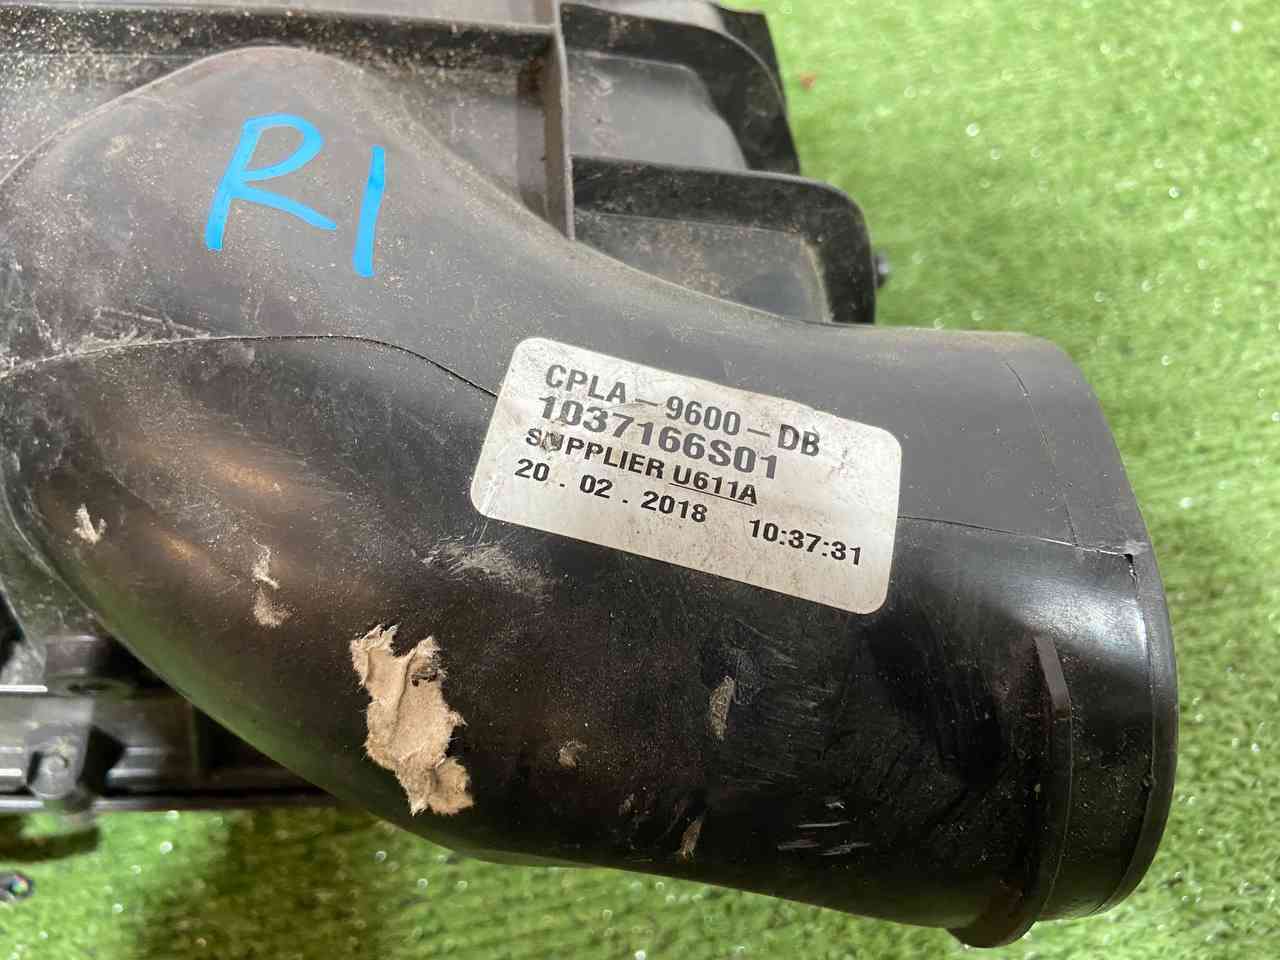 R1
CPLA-9600-DB
1037166S01
SUPPLIER U611A
20.02.2018 10:37:31